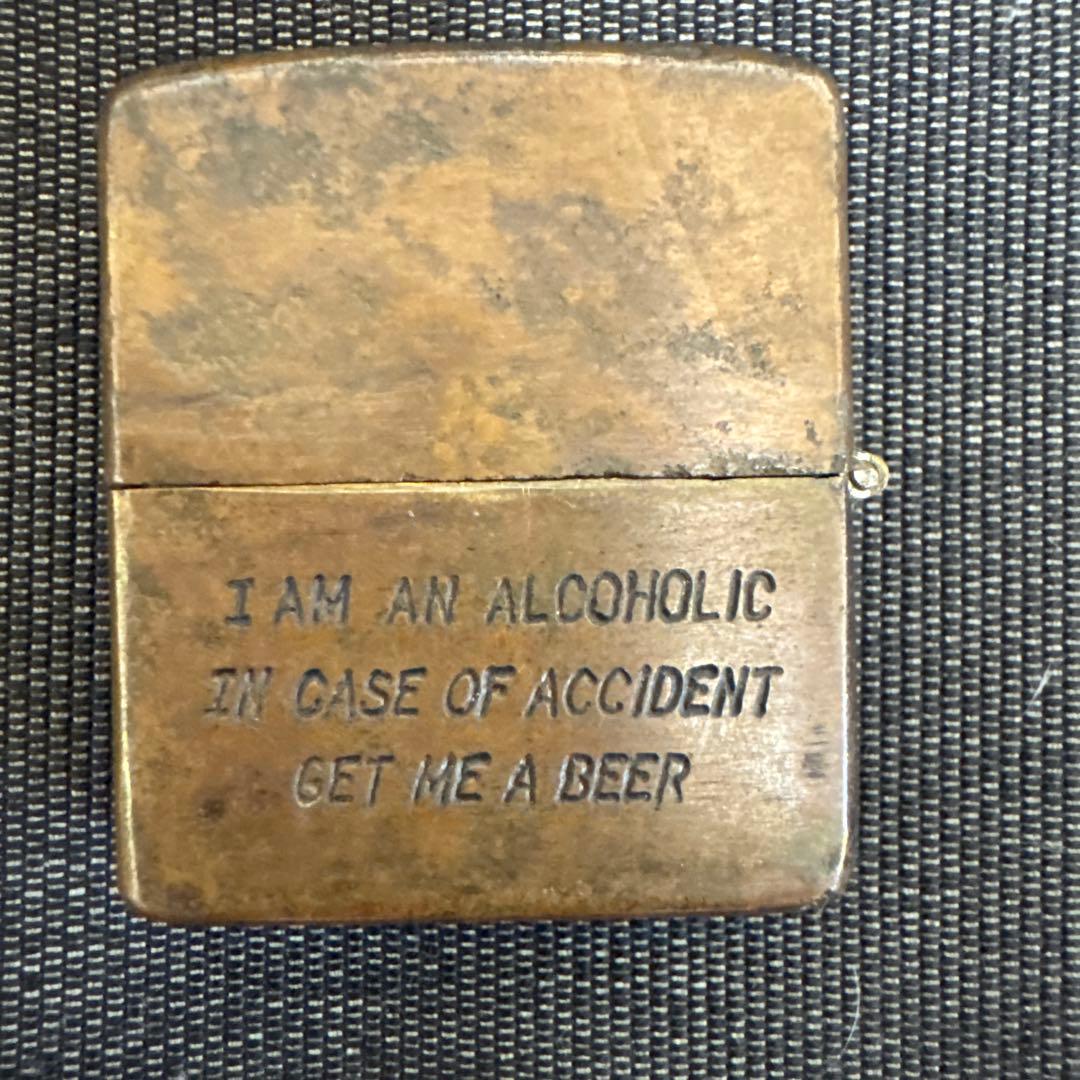 I AM AN ALCOHOLIC
IN CASE OF ACCIDENT
GET ME A BEER